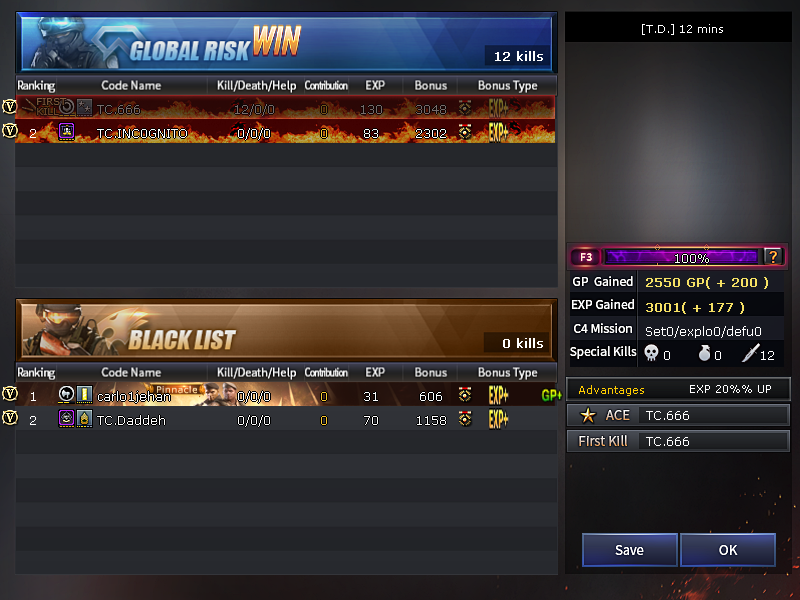 GLOBAL RISK WIN
12 kills
Ranking Code Name Kill/Death/Help Contribution EXP Bonus Bonus Type
FIRST KILL TC.666 12/0/0 0 130 3048 EXP+
2 TC.INCOGNITO 0/0/0 0 83 2302 EXP+
BLACK LIST
0 kills
Ranking Code Name Kill/Death/Help Contribution EXP Bonus Bonus Type
Pinnacle
1 carlo1jehan 0/0/0 0 31 606 EXP+ GP+
2 TC.Daddeh 0/0/0 0 70 1158 EXP+
[T.D.] 12 mins
F3 100% ?
GP Gained 2550 GP( + 200 )
EXP Gained 3001( + 177 )
C4 Mission Set0/explo0/defu0
Special Kills 0 0 12
Advantages EXP 20%% UP
ACE TC.666
First Kill TC.666
Save OK